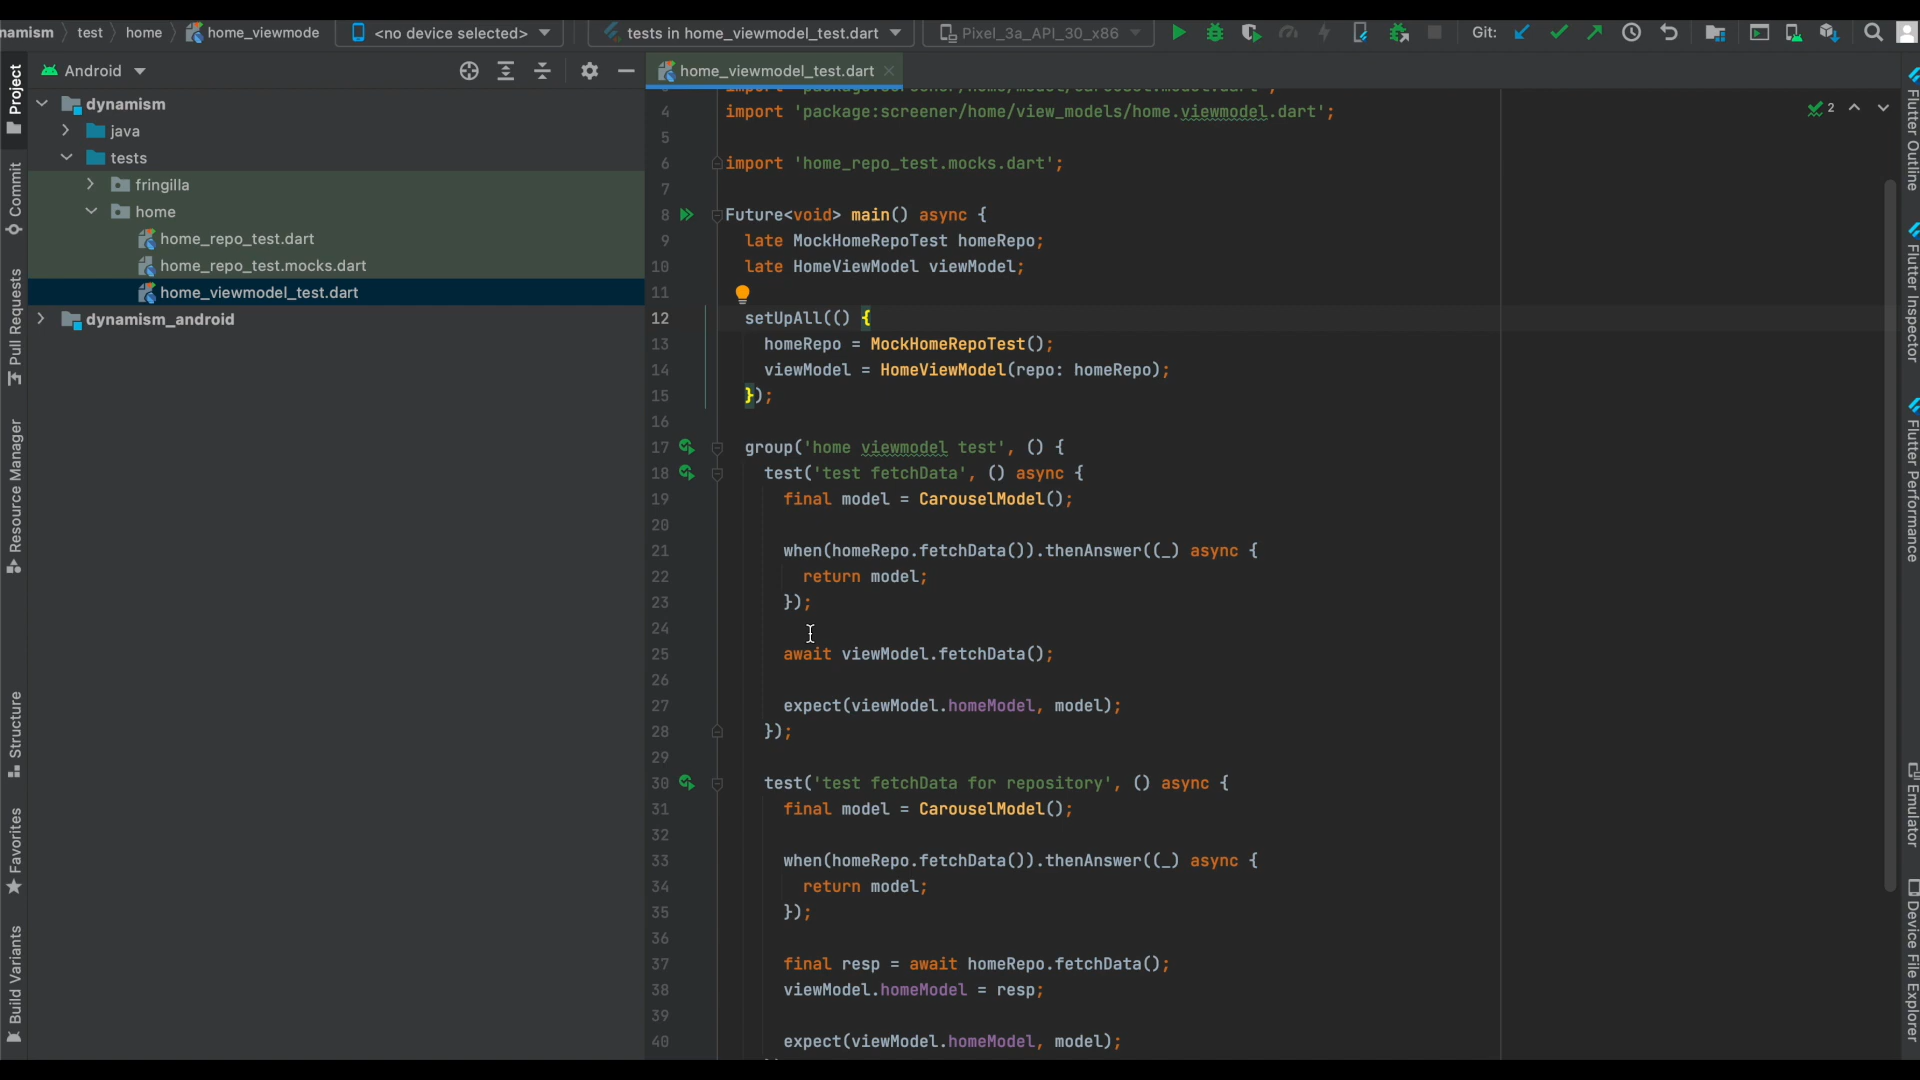 namism test home home_viewmode <no device selected> tests in home_viewmodel_test.dart Pixel_3a_API_30_x86 Git:
Project
Commit
Pull Requests
Resource Manager
Structure
Favorites
Build Variants
Android
dynamism
java
tests
fringilla
home
home_repo_test.dart
home_repo_test.mocks.dart
home_viewmodel_test.dart
dynamism_android
home_viewmodel_test.dart
4 import 'package:screener/home/view_models/home.viewmodel.dart';
5
6 import 'home_repo_test.mocks.dart';
7
8 Future<void> main() async {
9 late MockHomeRepoTest homeRepo;
10 late HomeViewModel viewModel;
11
12 setUpAll(() {
13 homeRepo = MockHomeRepoTest();
14 viewModel = HomeViewModel(repo: homeRepo);
15 });
16
17 group('home viewmodel test', () {
18 test('test fetchData', () async {
19 final model = CarouselModel();
20
21 when(homeRepo.fetchData()).thenAnswer((_) async {
22 return model;
23 });
24
25 await viewModel.fetchData();
26
27 expect(viewModel.homeModel, model);
28 });
29
30 test('test fetchData for repository', () async {
31 final model = CarouselModel();
32
33 when(homeRepo.fetchData()).thenAnswer((_) async {
34 return model;
35 });
36
37 final resp = await homeRepo.fetchData();
38 viewModel.homeModel = resp;
39
40 expect(viewModel.homeModel, model);
2
Flutter Outline
Flutter Inspector
Flutter Performance
Emulator
Device File Explorer